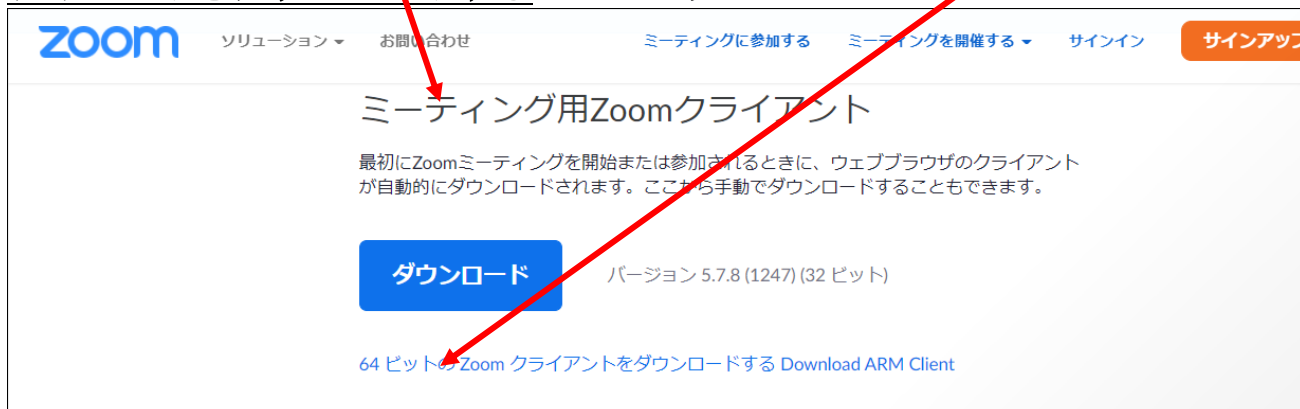 zoom ソリューション お問い合わせ ミーティングに参加する ミーティングを開催する サインイン サインアップ
ミーティング用Zoomクライアント
最初にZoomミーティングを開始または参加されるときに、ウェブブラウザのクライアント
が自動的にダウンロードされます。ここから手動でダウンロードすることもできます。
ダウンロード バージョン 5.7.8 (1247) (32 ビット)
64 ビットの Zoom クライアントをダウンロードする Download ARM Client